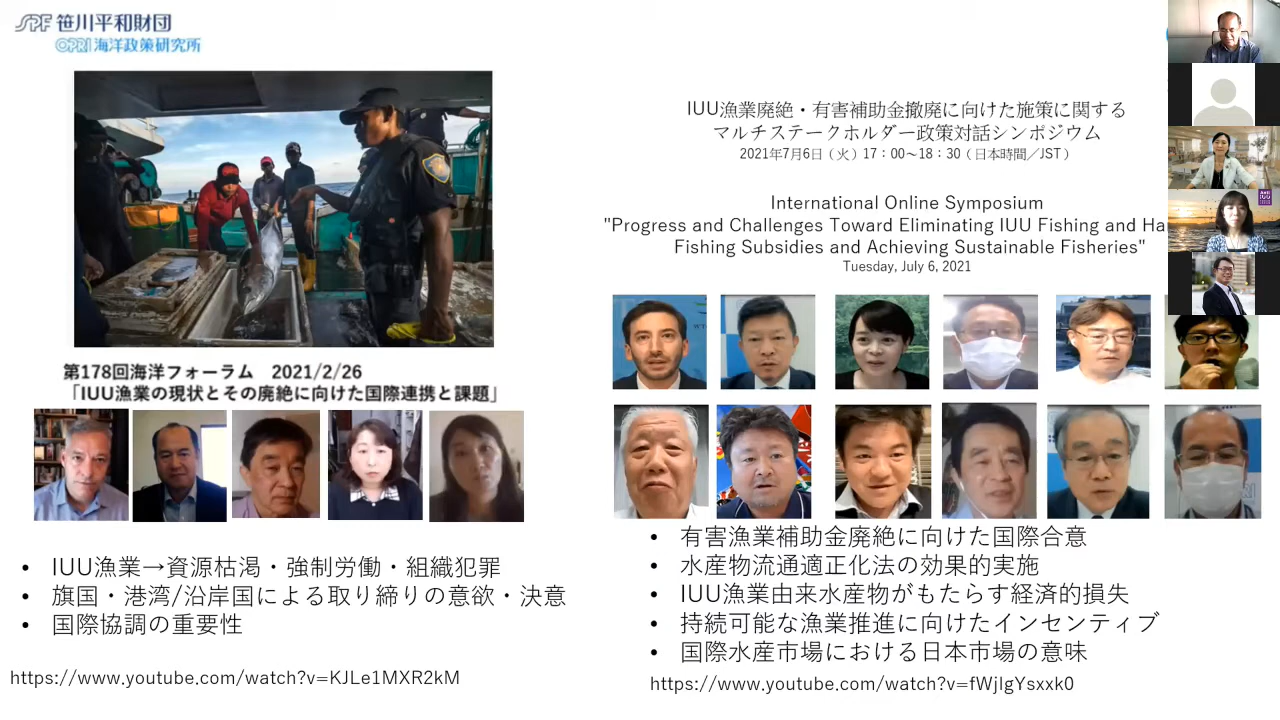 SPF 笹川平和財団
OPRI 海洋政策研究所
第178回海洋フォーラム 2021/2/26
「IUU漁業の現状とその廃絶に向けた国際連携と課題」
• IUU漁業→資源枯渇・強制労働・組織犯罪
• 旗国・港湾/沿岸国による取り締りの意欲・決意
• 国際協調の重要性
https://www.youtube.com/watch?v=KJLe1MXR2kM
IUU漁業廃絶・有害補助金撤廃に向けた施策に関する
マルチステークホルダー政策対話シンポジウム
2021年7月6日（火）17：00～18：30（日本時間／JST）
International Online Symposium
"Progress and Challenges Toward Eliminating IUU Fishing and Ha
Fishing Subsidies and Achieving Sustainable Fisheries"
Tuesday, July 6, 2021
• 有害漁業補助金廃絶に向けた国際合意
• 水産物流通適正化法の効果的実施
• IUU漁業由来水産物がもたらす経済的損失
• 持続可能な漁業推進に向けたインセンティブ
• 国際水産市場における日本市場の意味
https://www.youtube.com/watch?v=fWjIgYsxxk0